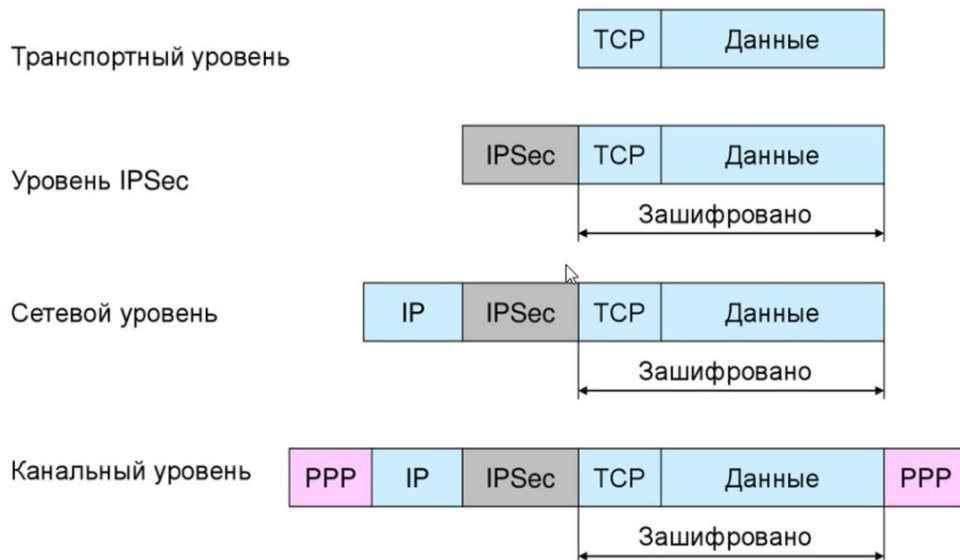 Транспортный уровень
TCP Данные
Уровень IPSec
IPSec TCP Данные
Зашифровано
Сетевой уровень
IP IPSec TCP Данные
Зашифровано
Канальный уровень
PPP IP IPSec TCP Данные PPP
Зашифровано